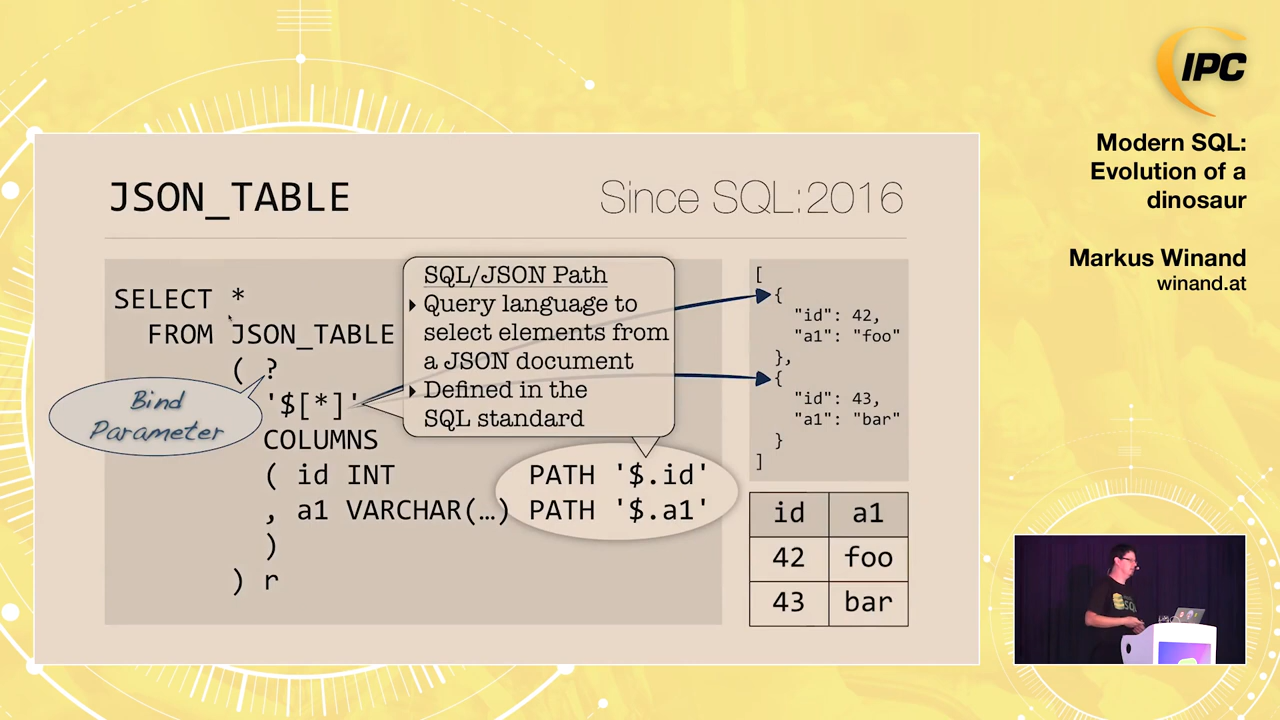 IPC
Modern SQL:
Evolution of a
dinosaur
Markus Winand
winand.at
JSON_TABLE
Since SQL:2016
SELECT *
FROM JSON_TABLE
( ?
'$[*]'
COLUMNS
( id INT PATH '$.id'
, a1 VARCHAR(…) PATH '$.a1'
)
) r
Bind
Parameter
SQL/JSON Path
‣ Query language to
select elements from
a JSON document
‣ Defined in the
SQL standard
[
{
"id": 42,
"a1": "foo"
},
{
"id": 43,
"a1": "bar"
}
]
id a1
42 foo
43 bar